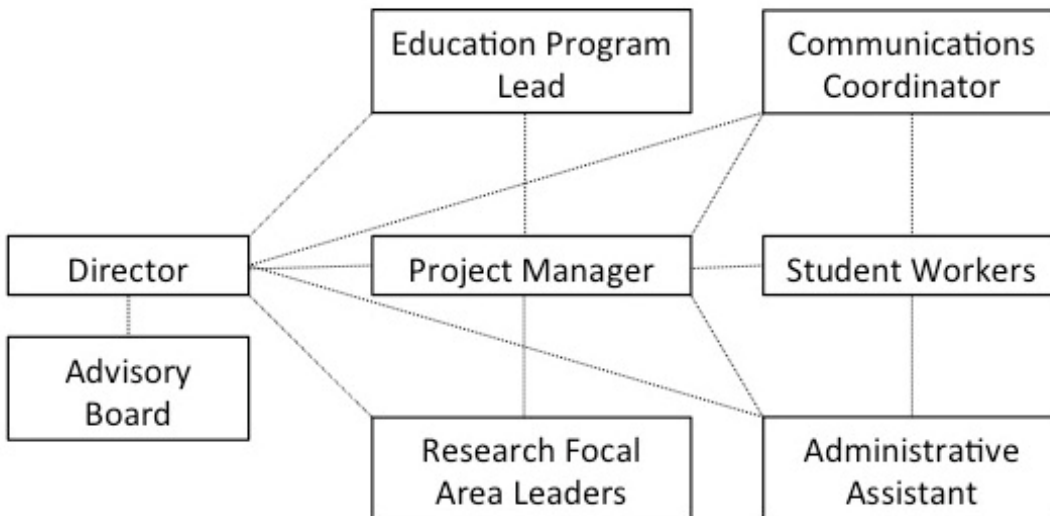 Education Program
Lead
Communications
Coordinator
Director
Project Manager
Student Workers
Advisory
Board
Research Focal
Area Leaders
Administrative
Assistant